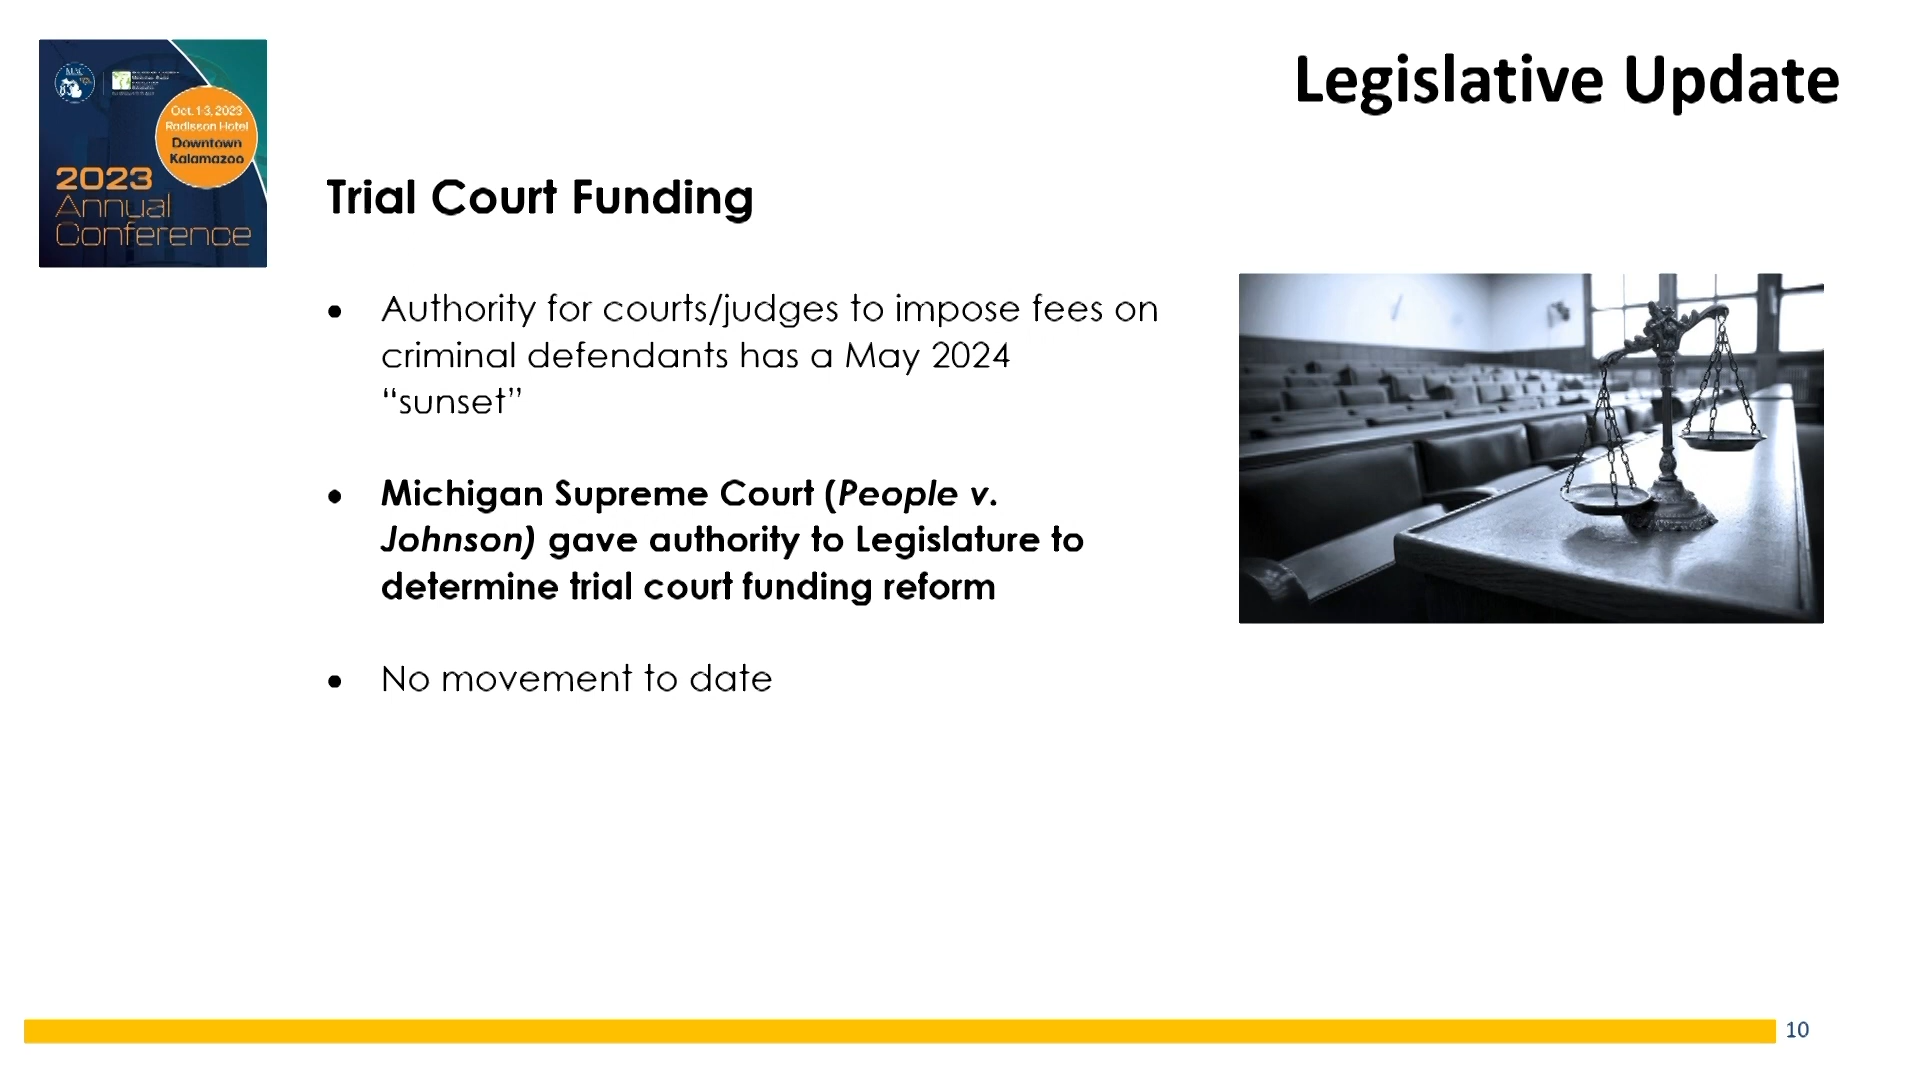 Legislative Update
MAC
Oct. 1-3, 2023
Radisson Hotel
Downtown
Kalamazoo
2023
Annual
Conference
Trial Court Funding
• Authority for courts/judges to impose fees on
criminal defendants has a May 2024
“sunset”
• Michigan Supreme Court (People v.
Johnson) gave authority to Legislature to
determine trial court funding reform
• No movement to date
10